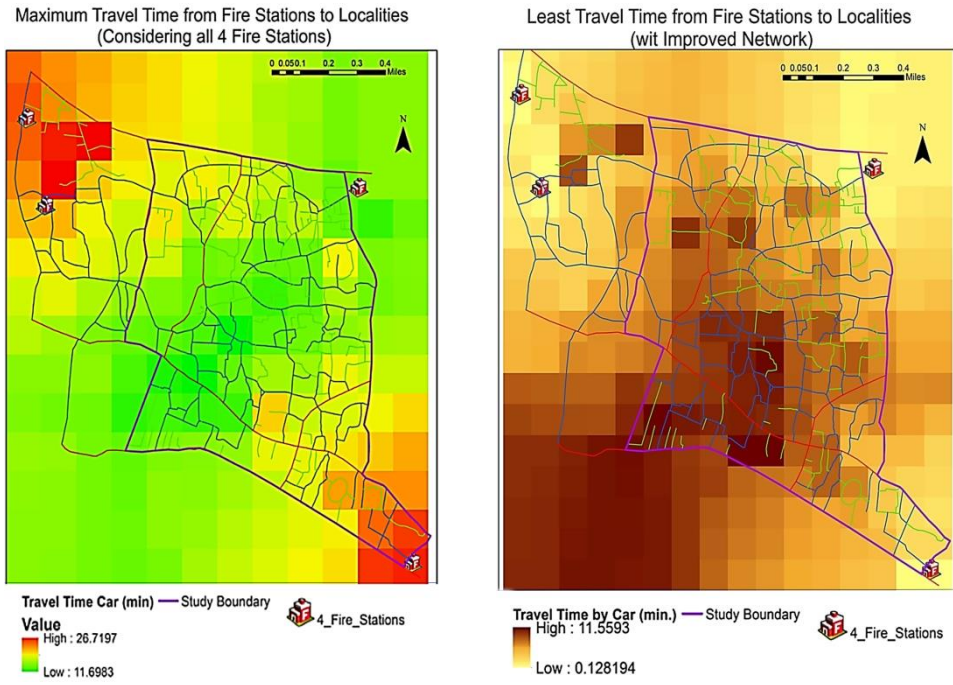 Maximum Travel Time from Fire Stations to Localities
(Considering all 4 Fire Stations)
0 0.050.1 0.2 0.3 0.4
Miles
N
Travel Time Car (min)
Study Boundary
Value
High : 26.7197
Low : 11.6983
4_Fire_Stations
Least Travel Time from Fire Stations to Localities
(wit Improved Network)
0 0.050.1 0.2 0.3 0.4
Miles
N
Travel Time by Car (min.)
Study Boundary
High : 11.5593
Low : 0.128194
4_Fire_Stations